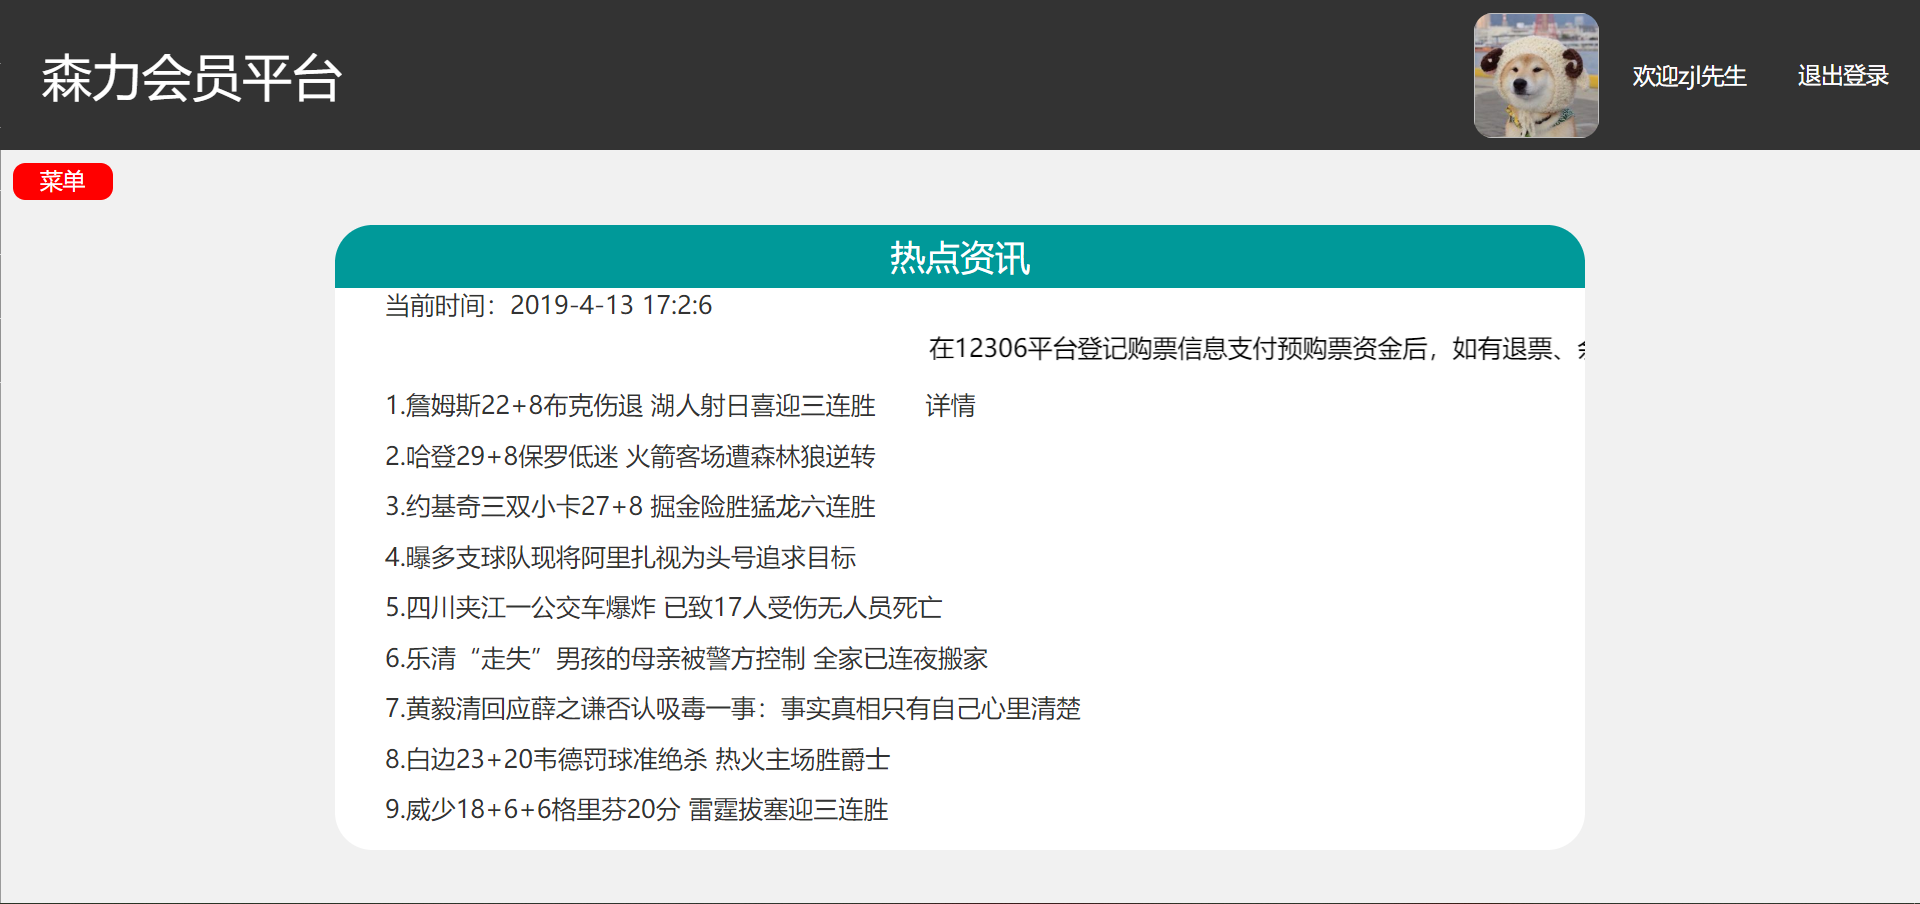 森力会员平台
欢迎zjl先生 退出登录
菜单
热点资讯
当前时间：2019-4-13 17:2:6
在12306平台登记购票信息支付预购票资金后，如有退票、
1.詹姆斯22+8布克伤退 湖人射日喜迎三连胜 详情
2.哈登29+8保罗低迷 火箭客场遭森林狼逆转
3.约基奇三双小卡27+8 掘金险胜猛龙六连胜
4.曝多支球队现将阿里扎视为头号追求目标
5.四川夹江一公交车爆炸 已致17人受伤无人员死亡
6.乐清“走失”男孩的母亲被警方控制 全家已连夜搬家
7.黄毅清回应薛之谦否认吸毒一事：事实真相只有自己心里清楚
8.白边23+20韦德罚球准绝杀 热火主场胜爵士
9.威少18+6+6格里芬20分 雷霆拔塞迎三连胜